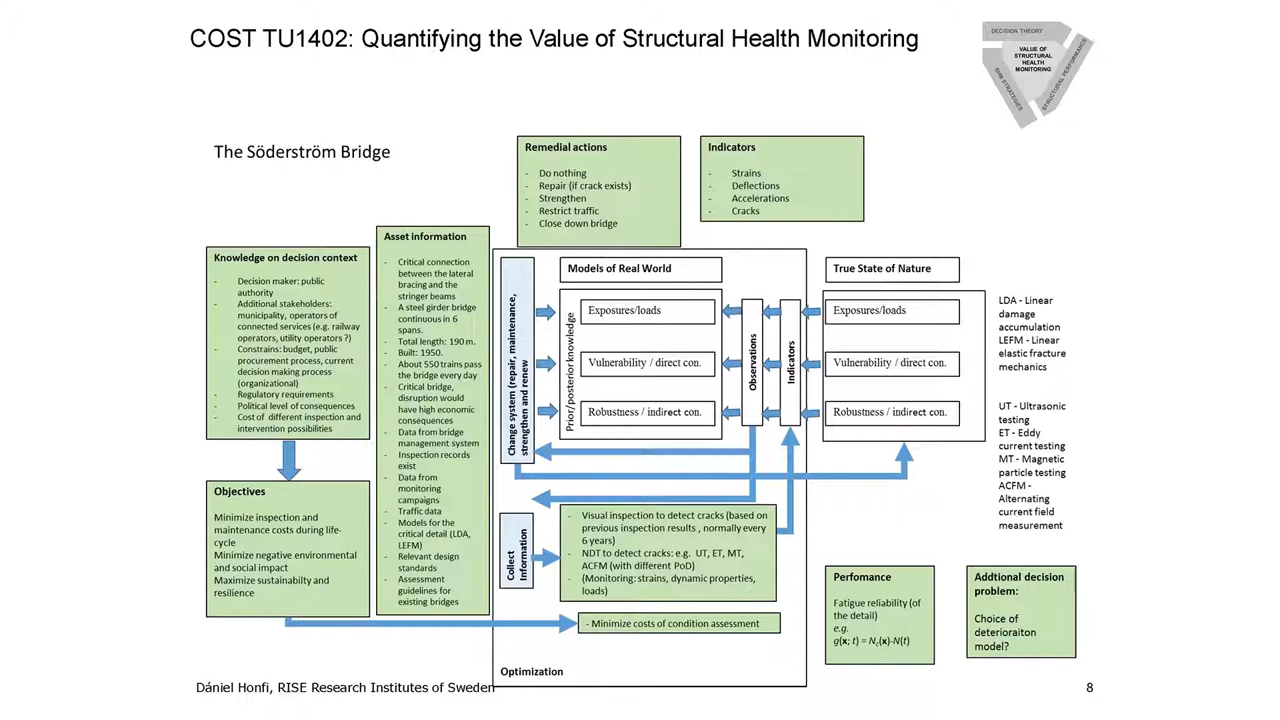 COST TU1402: Quantifying the Value of Structural Health Monitoring
DECISION THEORY
VALUE OF
STRUCTURAL
HEALTH
MONITORING
SHM STRATEGIES
STRUCTURAL PERFORMANCE
The Söderström Bridge
Remedial actions
- Do nothing
- Repair (if crack exists)
- Strengthen
- Restrict traffic
- Close down bridge
Indicators
- Strains
- Deflections
- Accelerations
- Cracks
Knowledge on decision context
- Decision maker: public
authority
- Additional stakeholders:
municipality, operators of
connected services (e.g. railway
operators, utility operators ?)
- Constrains: budget, public
procurement process, current
decision making process
(organizational)
- Regulatory requirements
- Political level of consequences
- Cost of different inspection and
intervention possibilities
Objectives
Minimize inspection and
maintenance costs during life-
cycle
Minimize negative environmental
and social impact
Maximize sustainabilty and
resilience
Asset information
- Critical connection
between the lateral
bracing and the
stringer beams
- A steel girder bridge
continuous in 6
spans.
- Total length: 190 m.
- Built: 1950.
- About 550 trains pass
the bridge every day
- Critical bridge,
disruption would
have high economic
consequences
- Data from bridge
management system
- Inspection records
exist
- Data from
monitoring
campaigns
- Traffic data
- Models for the
critical detail (LDA,
LEFM)
- Relevant design
standards
- Assessment
guidelines for
existing bridges
Change system (repair, maintenance,
strengthen and renew
Models of Real World
Prior/posterior knowledge
Exposures/loads
Vulnerability / direct con.
Robustness / indirect con.
Observations
Indicators
True State of Nature
Exposures/loads
Vulnerability / direct con.
Robustness / indirect con.
Collect
Information
- Visual inspection to detect cracks (based on
previous inspection results , normally every
6 years)
- NDT to detect cracks: e.g. UT, ET, MT,
ACFM (with different PoD)
- (Monitoring: strains, dynamic properties,
loads)
- Minimize costs of condition assessment
Optimization
LDA - Linear
damage
accumulation
LEFM - Linear
elastic fracture
mechanics
UT - Ultrasonic
testing
ET - Eddy
current testing
MT - Magnetic
particle testing
ACFM -
Alternating
current field
measurement
Perfomance
Fatigue reliability (of
the detail)
e.g.
g(x; t) = Nc(x)-N(t)
Addtional decision
problem:
Choice of
deterioraiton
model?
Dániel Honfi, RISE Research Institutes of Sweden
8